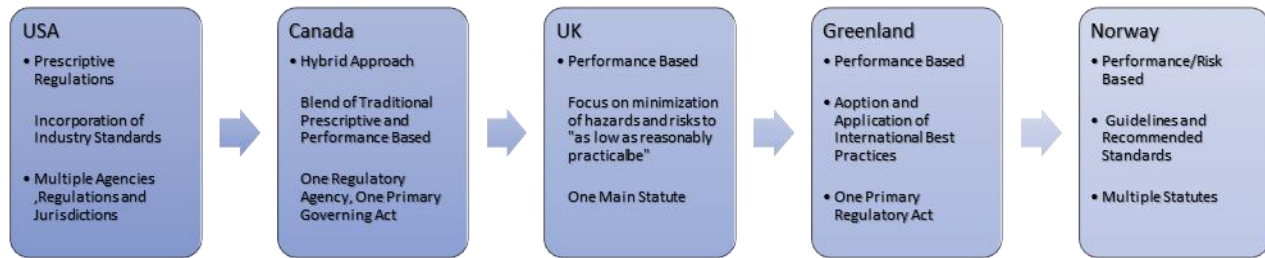 USA
• Prescriptive
Regulations
Incorporation of
Industry Standards
• Multiple Agencies
,Regulations and
Jurisdictions
Canada
• Hybrid Approach
Blend of Traditional
Prescriptive and
Performance Based
One Regulatory
Agency, One Primary
Governing Act
UK
• Performance Based
Focus on minimization
of hazards and risks to
"as low as reasonably
practicalbe"
One Main Statute
Greenland
• Performance Based
• Aoption and
Application of
International Best
Practices
• One Primary
Regulatory Act
Norway
• Performance/Risk
Based
• Guidelines and
Recommended
Standards
• Multiple Statutes